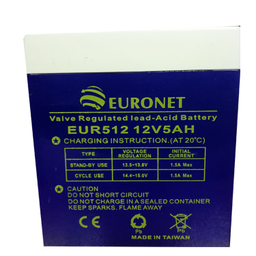 EURONET
Valve Regulated lead-Acid Battery
EUR512 12V5AH
CHARGING INSTRUCTION.(AT 20°C)
TYPE VOLTAGE REGULATION INITIAL CURRENT
STAND-BY USE 13.5~13.8V 1.5A Max
CYCLE USE 14.4~15.0V 1.5A Max
CAUTION
DO NOT SHORT CIRCUIT
DO NOT CHARGE IN A SEALED CONTAINER
KEEP SPARKS, FLAME AWAY
Pb Pb
MADE IN TAIWAN